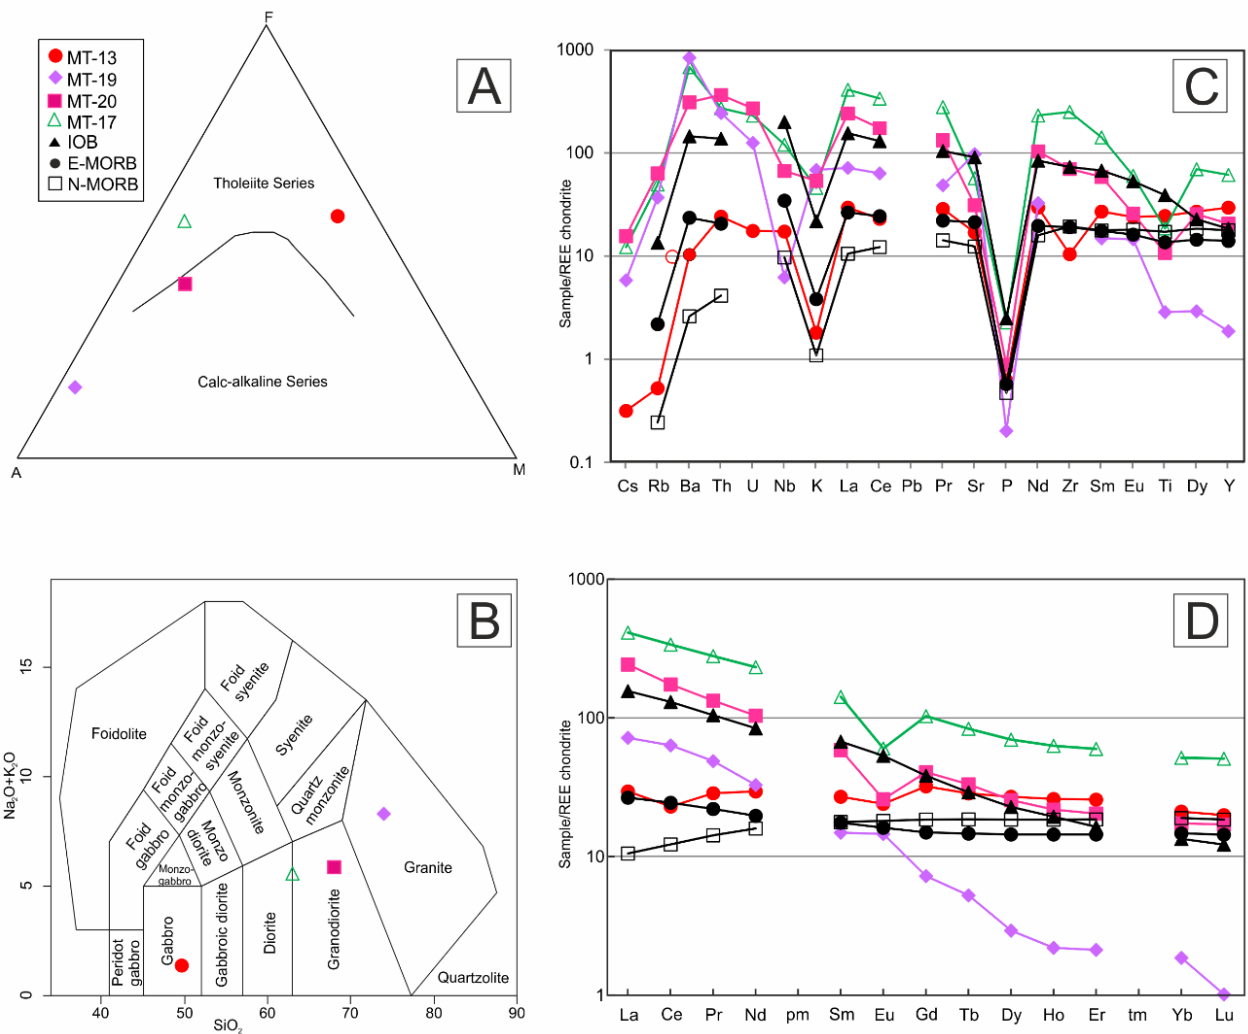 F
A
MT-13
MT-19
MT-20
MT-17
IOB
E-MORB
N-MORB
Tholeiite Series
Calc-alkaline Series
A
M
C
1000
100
10
1
0.1
Sample/REE chondrite
Cs Rb Ba Th U Nb K La Ce Pb Pr Sr P Nd Zr Sm Eu Ti Dy Y
B
15
10
5
0
Na2O+K2O
Foidolite
Foid
syenite
Foid
monzo-
syenite
Syenite
Foid
monzo-
gabbro
Monzonite
Quartz
monzonite
Foid
gabbro
Monzo
diorite
Monzo-
gabbro
Granite
Peridot
gabbro
Gabbro
Gabbroic diorite
Diorite
Granodiorite
Quartzolite
40 50 60 70 80 90
SiO2
D
1000
100
10
1
Sample/REE chondrite
La Ce Pr Nd pm Sm Eu Gd Tb Dy Ho Er tm Yb Lu